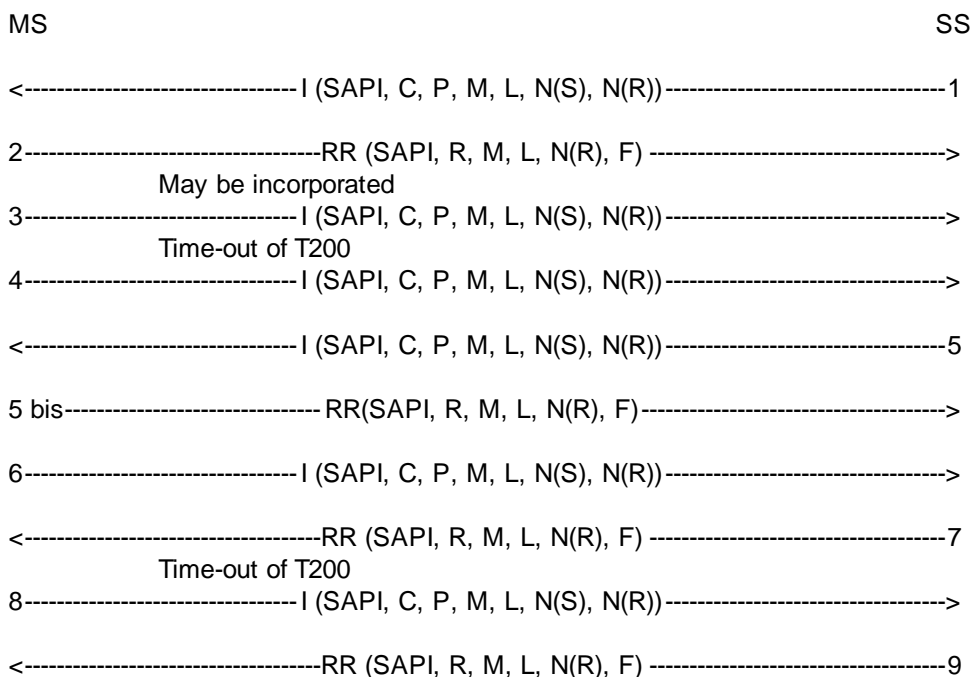 MS SS
<----------------------------------I (SAPI, C, P, M, L, N(S), N(R))-----------------------------------1
2-------------------------------------RR (SAPI, R, M, L, N(R), F) ------------------------------------->
May be incorporated
3----------------------------------I (SAPI, C, P, M, L, N(S), N(R))----------------------------------->
Time-out of T200
4----------------------------------I (SAPI, C, P, M, L, N(S), N(R))----------------------------------->
<----------------------------------I (SAPI, C, P, M, L, N(S), N(R))-----------------------------------5
5 bis-------------------------------- RR(SAPI, R, M, L, N(R), F)-------------------------------------->
6----------------------------------I (SAPI, C, P, M, L, N(S), N(R))----------------------------------->
<-------------------------------------RR (SAPI, R, M, L, N(R), F) -------------------------------------7
Time-out of T200
8----------------------------------I (SAPI, C, P, M, L, N(S), N(R))----------------------------------->
<-------------------------------------RR (SAPI, R, M, L, N(R), F) -------------------------------------9